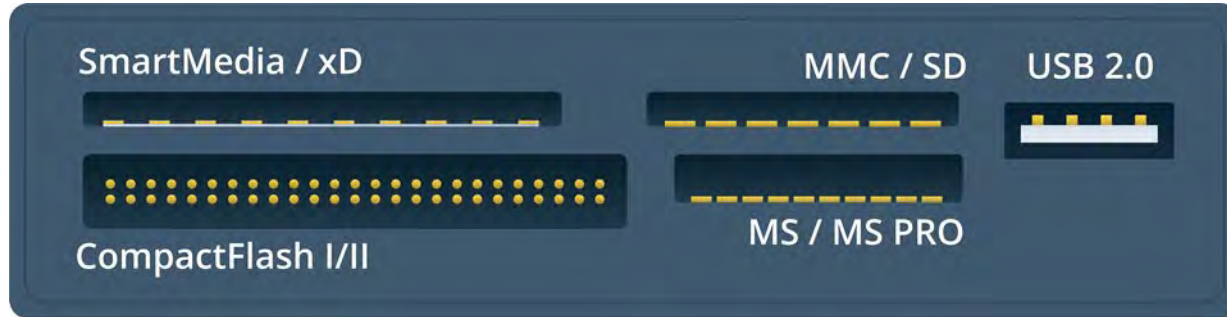 SmartMedia / xD
MMC / SD
USB 2.0
CompactFlash I/II
MS / MS PRO